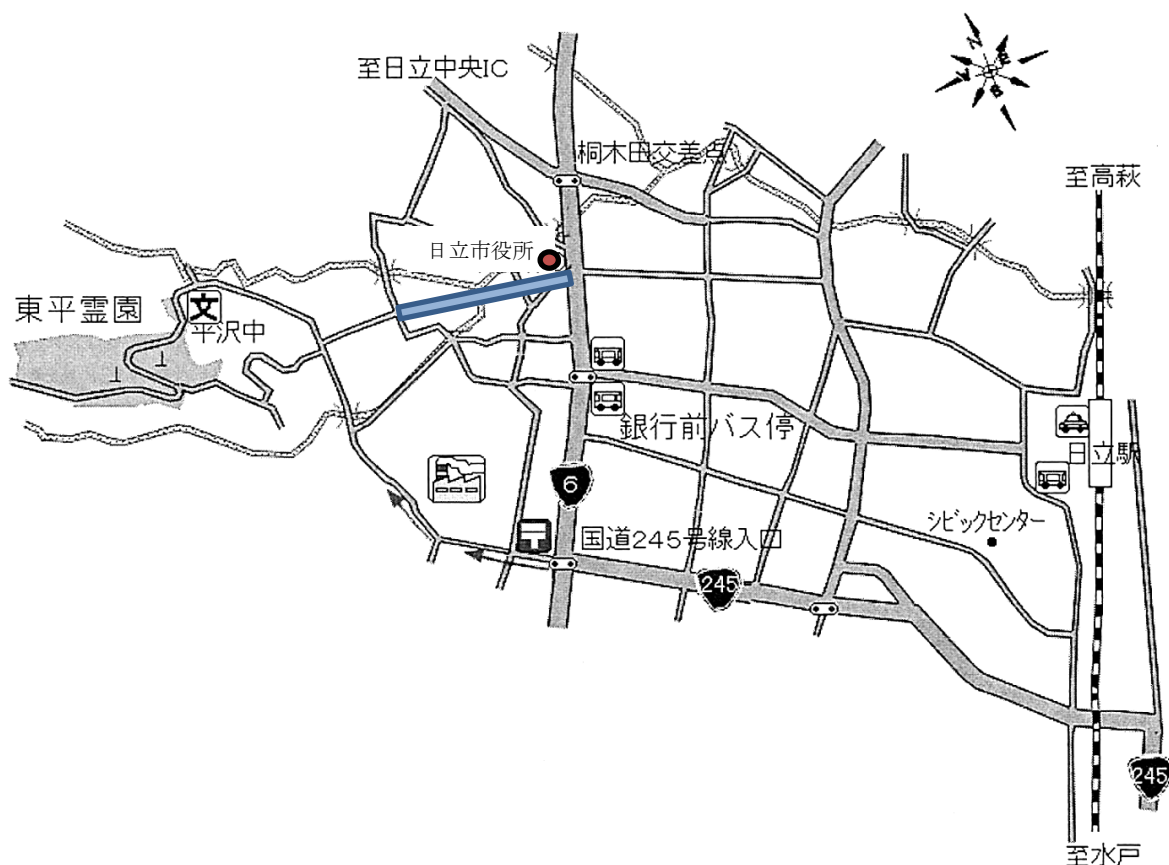 至日立中央IC
桐木田交差点
至高萩
日立市役所
東平霊園
文
平沢中
銀行前バス停
日立駅
6
シビックセンター
国道245号線入口
245
245
至水戸